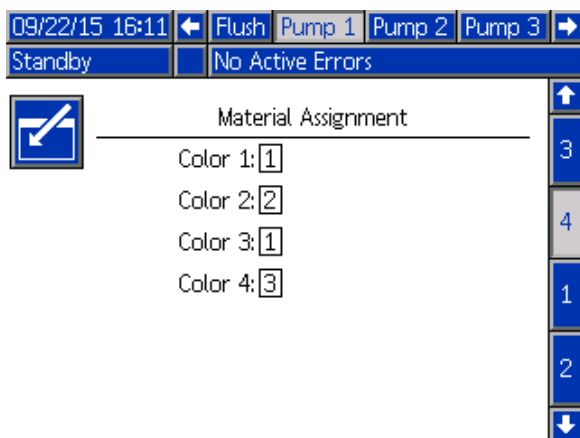 09/22/15 16:11 Flush Pump 1 Pump 2 Pump 3
Standby No Active Errors
Material Assignment
3
Color 1: 1
Color 2: 2
4
Color 3: 1
Color 4: 3
1
2